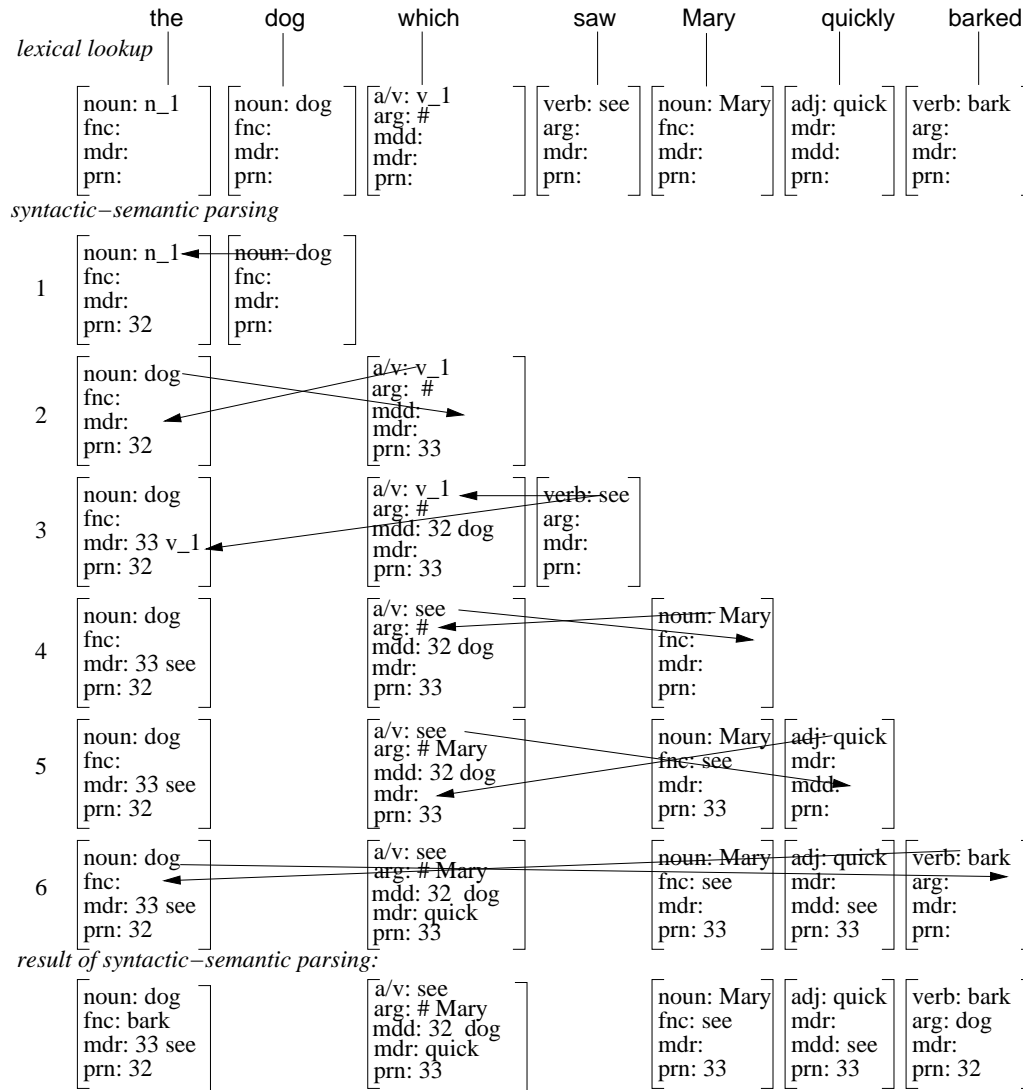 the dog which saw Mary quickly barked
lexical lookup
noun: n_1 noun: dog a/v: v_1 verb: see noun: Mary adj: quick verb: bark
fnc: fnc: arg: # arg: fnc: mdr: arg:
mdr: mdr: mdd: mdr: mdr: mdd: mdr:
prn: prn: mdr: prn: prn: prn: prn:
prn:
syntactic–semantic parsing
noun: n_1 noun: dog
1 fnc: fnc:
mdr: mdr:
prn: 32 prn:
noun: dog a/v: v_1
fnc: arg: #
2 mdr: mdd:
mdr:
prn: 32 prn: 33
noun: dog a/v: v_1 verb: see
fnc: arg: # arg:
3 mdr: 33 v_1 mdd: 32 dog mdr:
mdr:
prn: 32 prn: 33 prn:
noun: dog a/v: see noun: Mary
4 fnc: arg: # fnc:
mdr: 33 see mdd: 32 dog mdr:
mdr:
prn: 32 prn: 33 prn:
noun: dog a/v: see noun: Mary adj: quick
5 fnc: arg: # Mary fnc: see mdr:
mdr: 33 see mdd: 32 dog mdr: mdd:
mdr:
prn: 32 prn: 33 prn: 33 prn:
noun: dog a/v: see noun: Mary adj: quick verb: bark
6 fnc: arg: # Mary fnc: see mdr: arg:
mdr: 33 see mdd: 32 dog mdr: mdd: see mdr:
mdr: quick
prn: 32 prn: 33 prn: 33 prn: 33 prn:
result of syntactic–semantic parsing:
noun: dog a/v: see noun: Mary adj: quick verb: bark
fnc: bark arg: # Mary fnc: see mdr: arg: dog
mdr: 33 see mdd: 32 dog mdr: mdd: see mdr:
mdr: quick
prn: 32 prn: 33 prn: 33 prn: 33 prn: 32